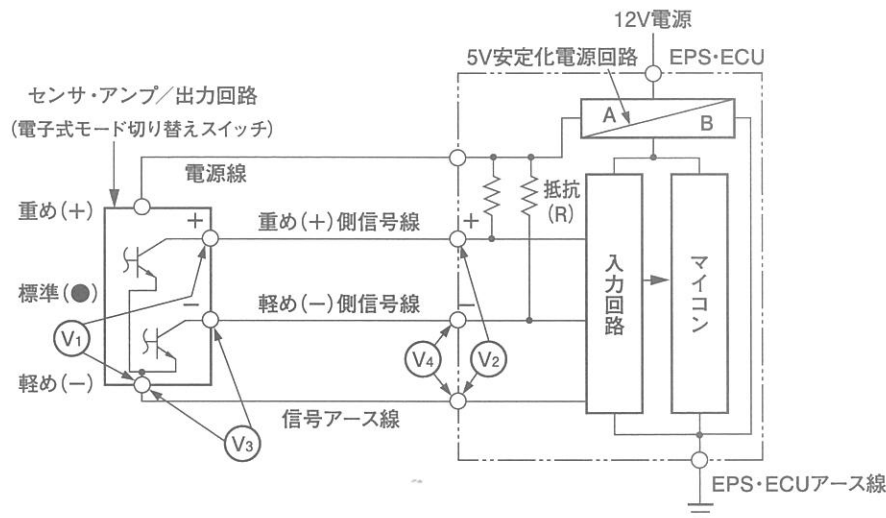 12V電源
5V安定化電源回路
EPS・ECU
センサ・アンプ/出力回路
(電子式モード切り替えスイッチ)
A
B
電源線
抵抗
(R)
重め(+)
+
重め(+)側信号線
+
標準(●)
−
軽め(−)側信号線
−
入力回路
マイコン
V1
V4
V2
軽め(−)
信号アース線
V3
EPS・ECUアース線